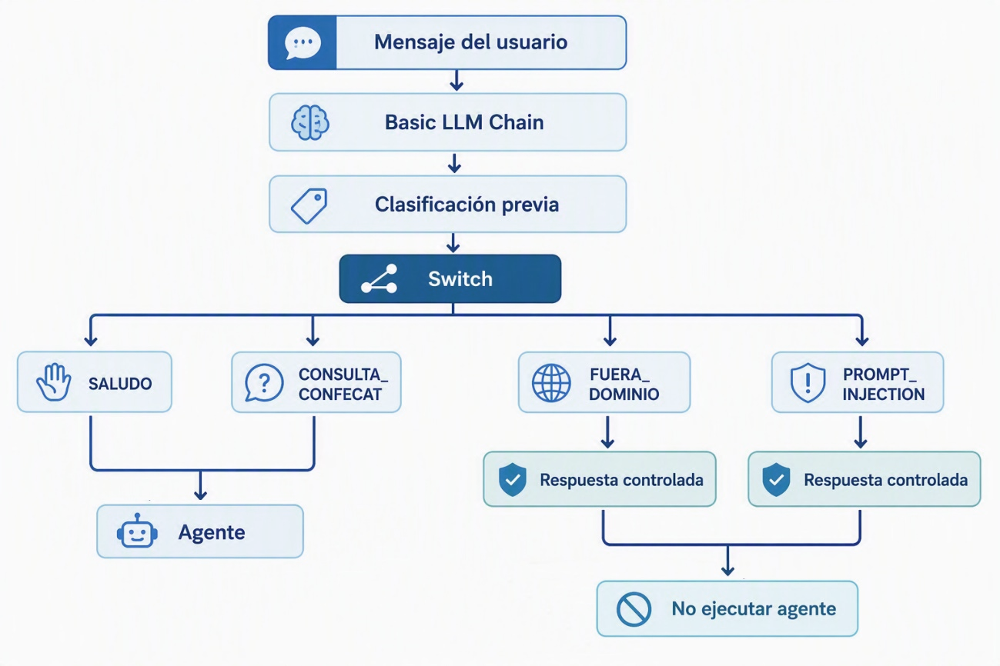 Mensaje del usuario
Basic LLM Chain
Clasificación previa
Switch
SALUDO
CONSULTA_
CONFECAT
FUERA_
DOMINIO
PROMPT_
INJECTION
Respuesta controlada
Respuesta controlada
Agente
No ejecutar agente